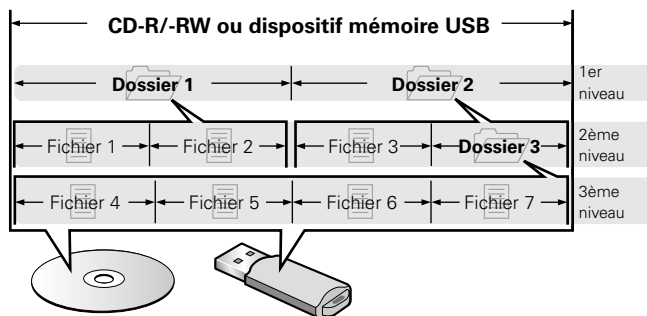 CD-R/-RW ou dispositif mémoire USB
Dossier 1 Dossier 2
1er
niveau
Fichier 1 Fichier 2 Fichier 3 Dossier 3
2ème
niveau
Fichier 4 Fichier 5 Fichier 6 Fichier 7
3ème
niveau